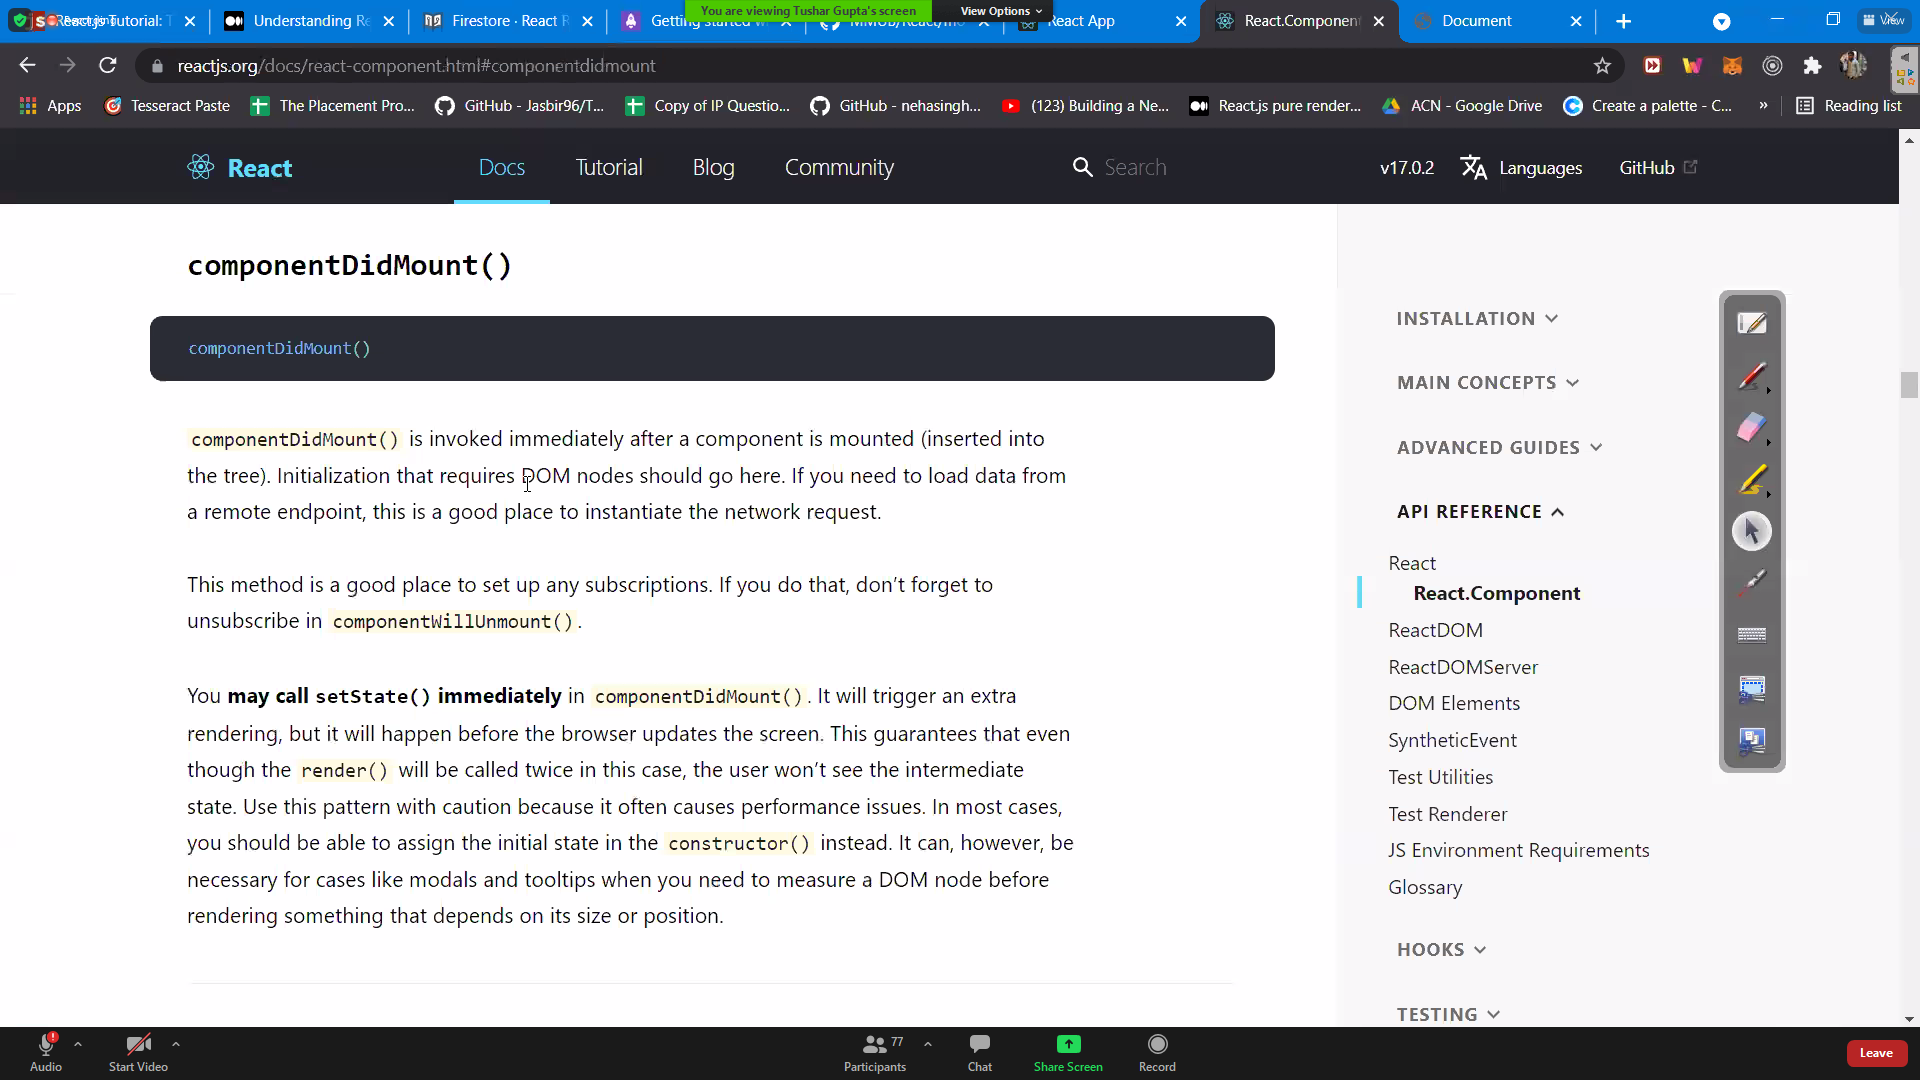 You are viewing Tushar Gupta's screen
View Options
View
Reactjs Tutorial: T
Understanding Re
Firestore · React R
Getting started w
MMOB/React/mo
React App
React.Component
Document
reactjs.org/docs/react-component.html#componentdidmount
Apps
Tesseract Paste
The Placement Pro...
GitHub - Jasbir96/T...
Copy of IP Questio...
GitHub - nehasingh...
(123) Building a Ne...
React.js pure render...
ACN - Google Drive
Create a palette - C...
»
Reading list
React
Docs
Tutorial
Blog
Community
Search
v17.0.2
Languages
GitHub
componentDidMount()
componentDidMount()
componentDidMount() is invoked immediately after a component is mounted (inserted into
the tree). Initialization that requires DOM nodes should go here. If you need to load data from
a remote endpoint, this is a good place to instantiate the network request.
This method is a good place to set up any subscriptions. If you do that, don't forget to
unsubscribe in componentWillUnmount().
You may call setState() immediately in componentDidMount(). It will trigger an extra
rendering, but it will happen before the browser updates the screen. This guarantees that even
though the render() will be called twice in this case, the user won't see the intermediate
state. Use this pattern with caution because it often causes performance issues. In most cases,
you should be able to assign the initial state in the constructor() instead. It can, however, be
necessary for cases like modals and tooltips when you need to measure a DOM node before
rendering something that depends on its size or position.
INSTALLATION
MAIN CONCEPTS
ADVANCED GUIDES
API REFERENCE
React
React.Component
ReactDOM
ReactDOMServer
DOM Elements
SyntheticEvent
Test Utilities
Test Renderer
JS Environment Requirements
Glossary
HOOKS
TESTING
Audio
Start Video
77
Participants
Chat
Share Screen
Record
Leave